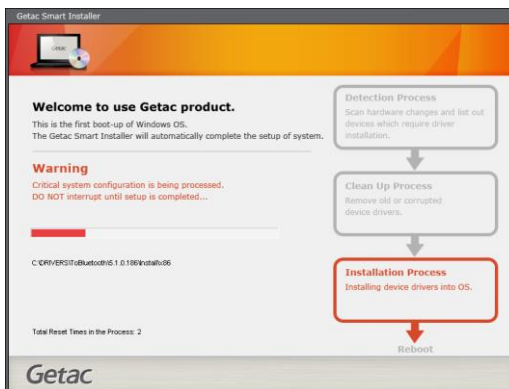 Getac Smart Installer
Getac
Welcome to use Getac product.
This is the first boot-up of Windows OS.
The Getac Smart Installer will automatically complete the setup of system.
Warning
Critical system configuration is being processed.
DO NOT interrupt until setup is completed...
C:\DRIVERS\ToBluetooth\5.1.0.186\Install\x86
Total Reset Times in the Process: 2
Detection Process
Scan hardware changes and list out
devices which require driver
installation.
Clean Up Process
Remove old or corrupted
device drivers.
Installation Process
Installing device drivers into OS.
Reboot
Getac